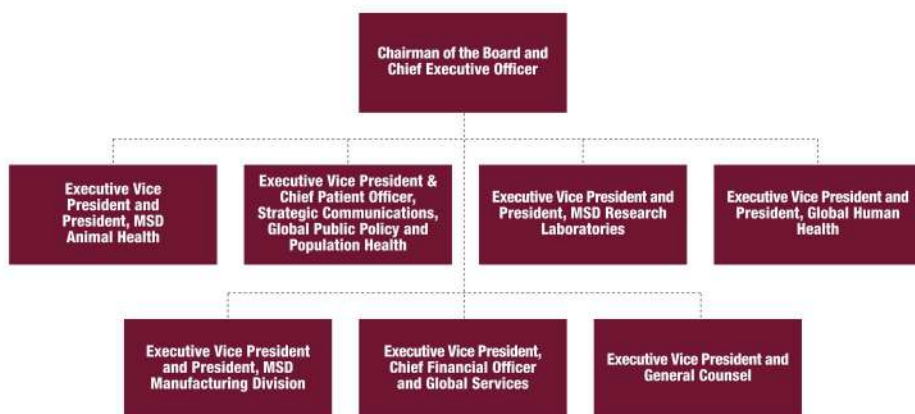 Chairman of the Board and
Chief Executive Officer
Executive Vice
President and
President, MSD
Animal Health
Executive Vice President &
Chief Patient Officer,
Strategic Communications,
Global Public Policy and
Population Health
Executive Vice President and
President, MSD Research
Laboratories
Executive Vice President and
President, Global Human
Health
Executive Vice President
and President, MSD
Manufacturing Division
Executive Vice President,
Chief Financial Officer
and Global Services
Executive Vice President and
General Counsel